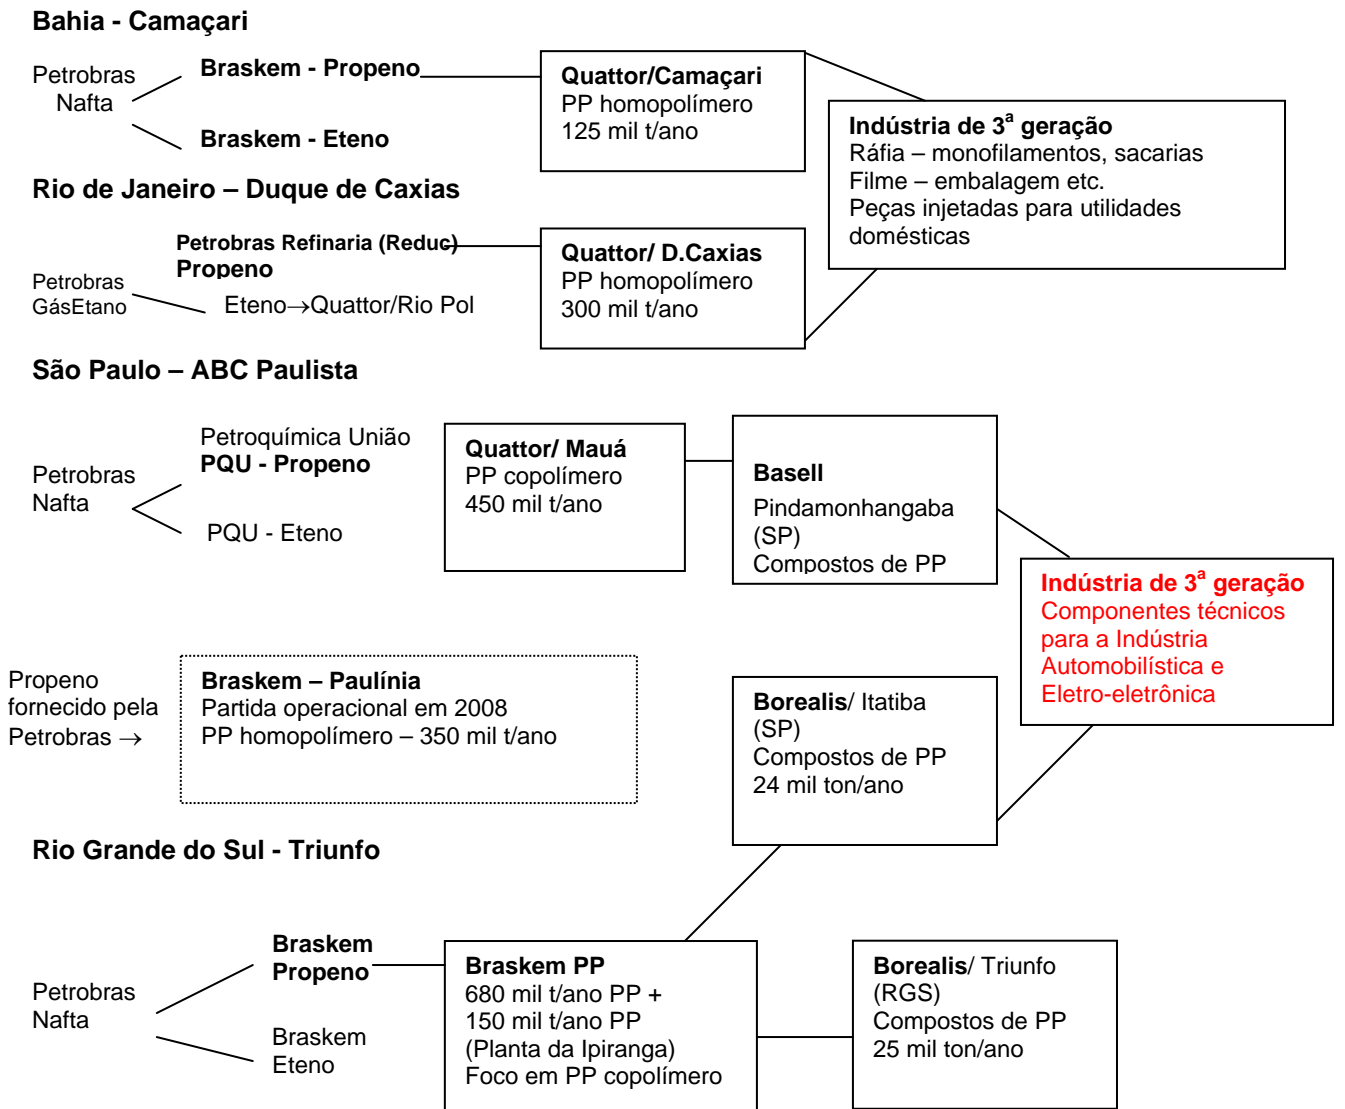 Bahia - Camaçari
Petrobras
Nafta
Braskem - Propeno
Braskem - Eteno
Quattor/Camaçari
PP homopolímero
125 mil t/ano
Indústria de 3ª geração
Ráfia – monofilamentos, sacarias
Filme – embalagem etc.
Peças injetadas para utilidades
domésticas
Rio de Janeiro – Duque de Caxias
Petrobras Refinaria (Reduc)
Propeno
Petrobras
GásEtano
Eteno→Quattor/Rio Pol
Quattor/ D.Caxias
PP homopolímero
300 mil t/ano
São Paulo – ABC Paulista
Petrobras
Nafta
Petroquímica União
PQU - Propeno
PQU - Eteno
Quattor/ Mauá
PP copolímero
450 mil t/ano
Basell
Pindamonhangaba
(SP)
Compostos de PP
Indústria de 3ª geração
Componentes técnicos
para a Indústria
Automobilística e
Eletro-eletrônica
Propeno
fornecido pela
Petrobras →
Braskem – Paulínia
Partida operacional em 2008
PP homopolímero – 350 mil t/ano
Borealis/ Itatiba
(SP)
Compostos de PP
24 mil ton/ano
Rio Grande do Sul - Triunfo
Petrobras
Nafta
Braskem
Propeno
Braskem
Eteno
Braskem PP
680 mil t/ano PP +
150 mil t/ano PP
(Planta da Ipiranga)
Foco em PP copolímero
Borealis/ Triunfo
(RGS)
Compostos de PP
25 mil ton/ano